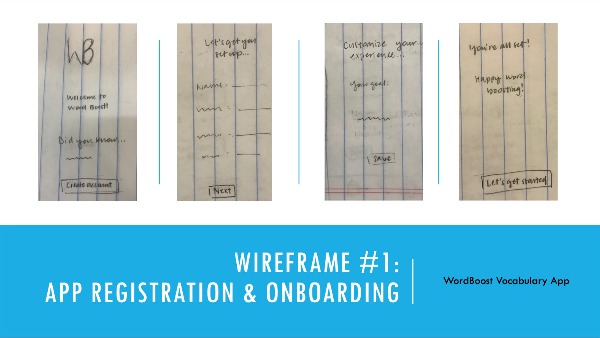 WB
Welcome to
Word Boost!
Did you know...
Create account
Let's get you
set up...
Name:
Next
Customize your
experience...
Your goal:
Save
You're all set!
Happy word
boosting!
Let's get started
WIREFRAME #1:
APP REGISTRATION & ONBOARDING
WordBoost Vocabulary App